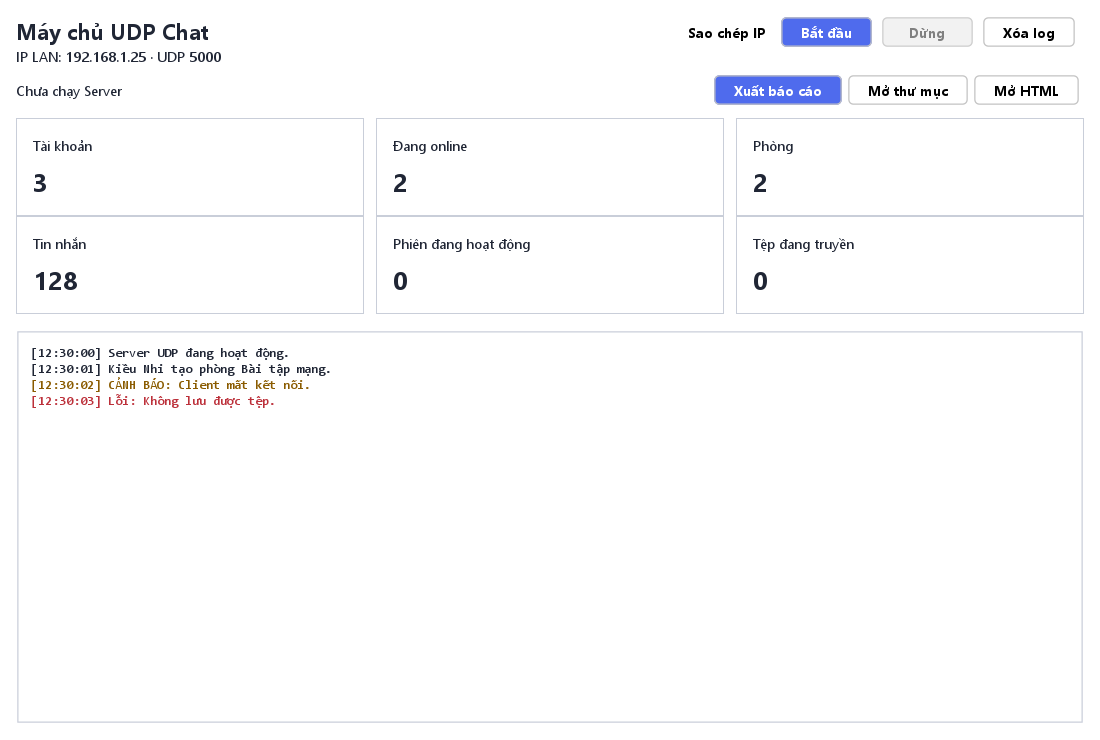 Máy chủ UDP Chat
Sao chép IP
Bắt đầu
Dừng
Xóa log
IP LAN: 192.168.1.25 · UDP 5000
Chưa chạy Server
Xuất báo cáo
Mở thư mục
Mở HTML
Tài khoản
3
Đang online
2
Phòng
2
Tin nhắn
128
Phiên đang hoạt động
0
Tệp đang truyền
0
[12:30:00] Server UDP đang hoạt động.
[12:30:01] Kiều Nhi tạo phòng Bài tập mạng.
[12:30:02] CẢNH BÁO: Client mất kết nối.
[12:30:03] Lỗi: Không lưu được tệp.